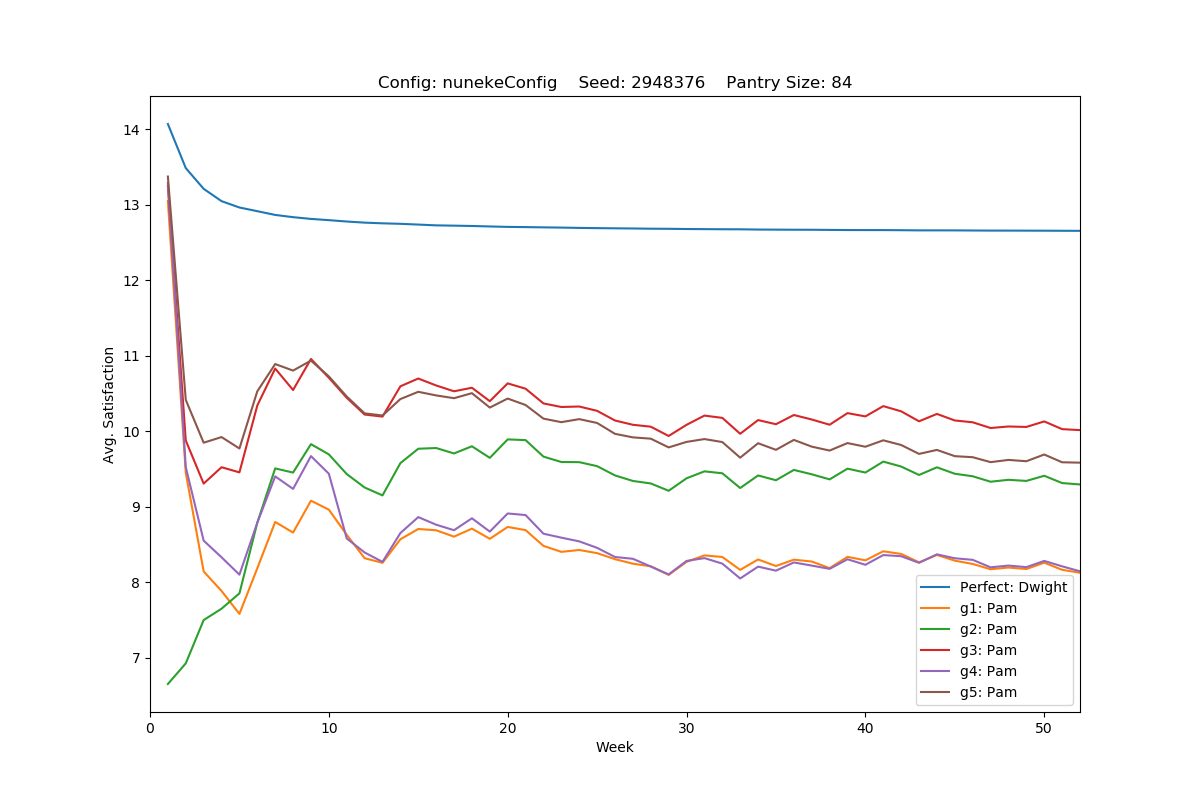 Config: nunekeConfig    Seed: 2948376    Pantry Size: 84
Avg. Satisfaction
14
13
12
11
10
9
8
7
0 10 20 30 40 50
Week
Perfect: Dwight
g1: Pam
g2: Pam
g3: Pam
g4: Pam
g5: Pam